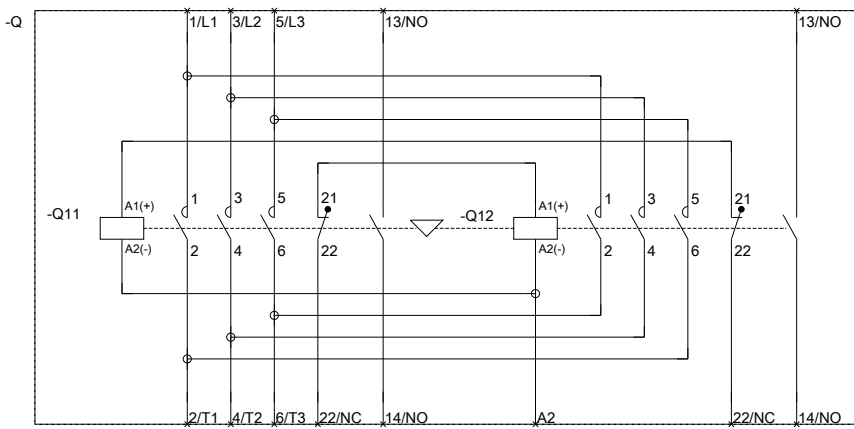 -Q 1/L1 3/L2 5/L3 13/NO 13/NO
1 3 5 21 1 3 5 21
-Q11 A1(+) -Q12 A1(+)
A2(-) A2(-)
2 4 6 22 2 4 6 22
2/T1 4/T2 6/T3 22/NC 14/NO A2 22/NC 14/NO